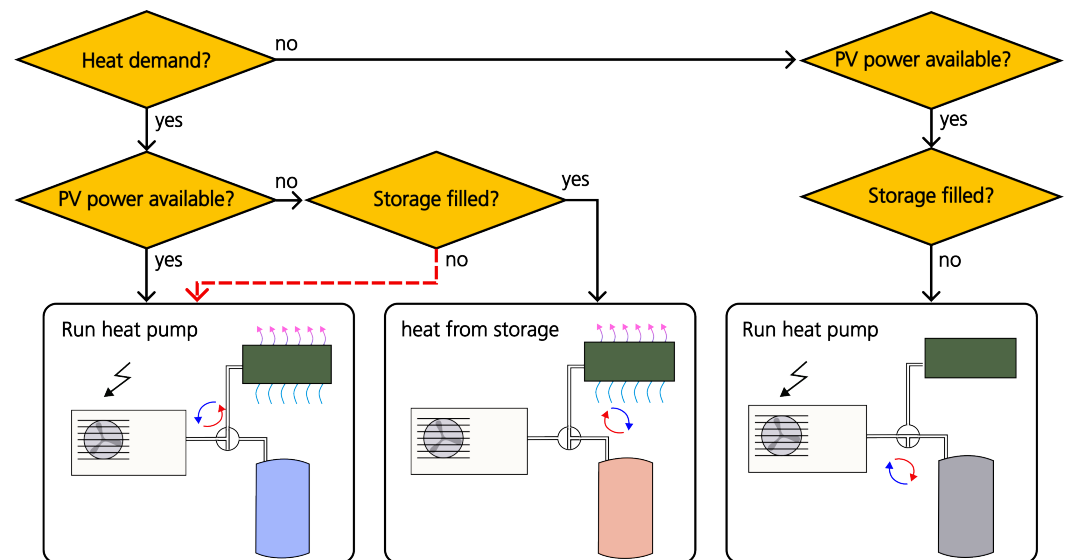 Heat demand?
no
PV power available?
yes
yes
PV power available?
no
Storage filled?
yes
Storage filled?
yes
no
no
Run heat pump
heat from storage
Run heat pump